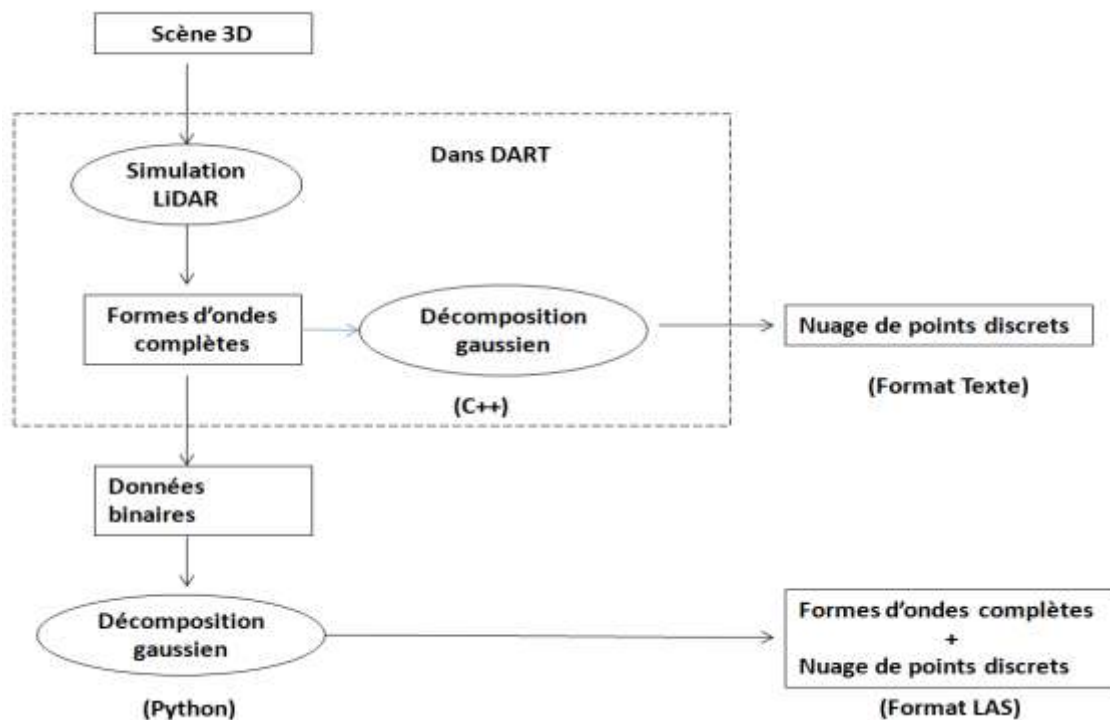 Scène 3D
Dans DART
Simulation
LiDAR
Formes d'ondes
complètes
Décomposition
gaussien
(C++)
Nuage de points discrets
(Format Texte)
Données
binaires
Décomposition
gaussien
(Python)
Formes d'ondes complètes
+
Nuage de points discrets
(Format LAS)